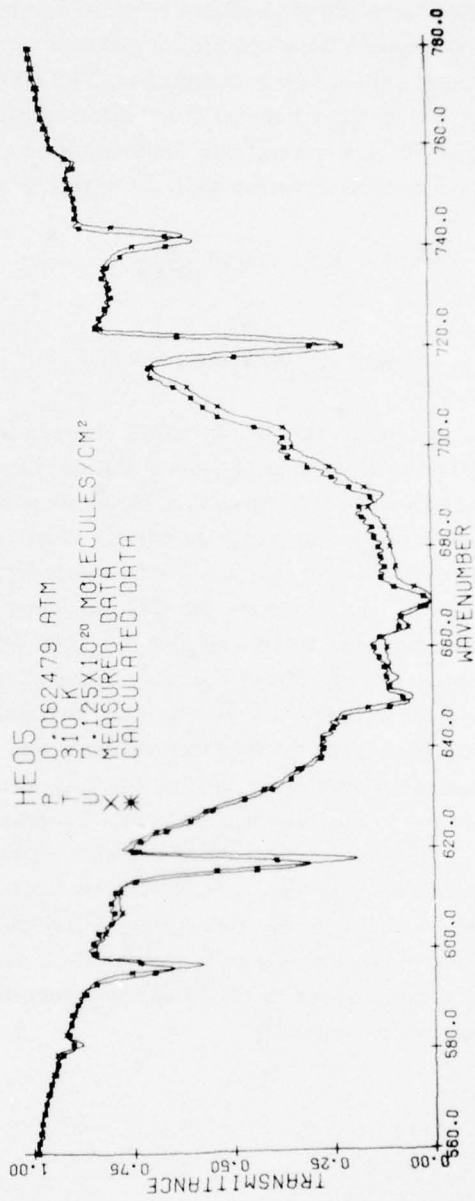 HE05
P 0.062479 ATM
T 310 K
U 7.125X10²⁰ MOLECULES/CM²
X MEASURED DATA
✱ CALCULATED DATA
TRANSMITTANCE
1.00
0.75
0.50
0.25
0.00
560.0
580.0
600.0
620.0
640.0
660.0
680.0
700.0
720.0
740.0
760.0
780.0
WAVENUMBER